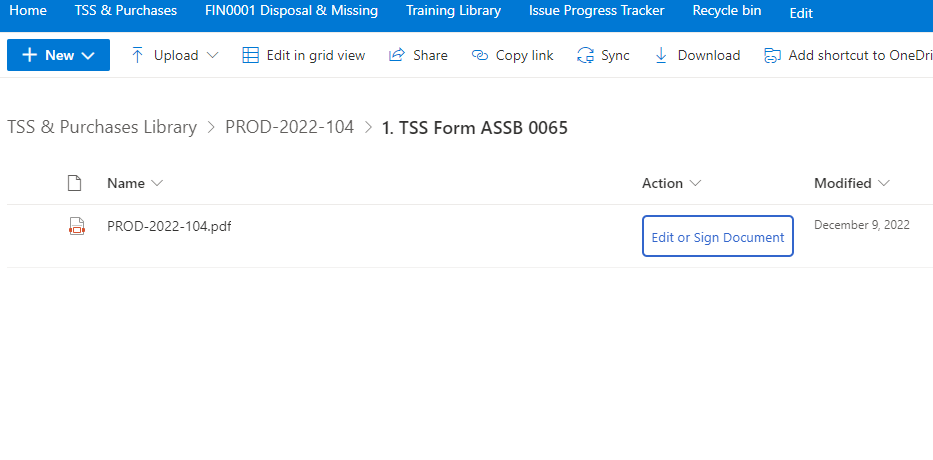 Home TSS & Purchases FIN0001 Disposal & Missing Training Library Issue Progress Tracker Recycle bin Edit
New Upload Edit in grid view Share Copy link Sync Download Add shortcut to OneDri
TSS & Purchases Library > PROD-2022-104 > 1. TSS Form ASSB 0065
Name Action Modified
PROD-2022-104.pdf Edit or Sign Document December 9, 2022